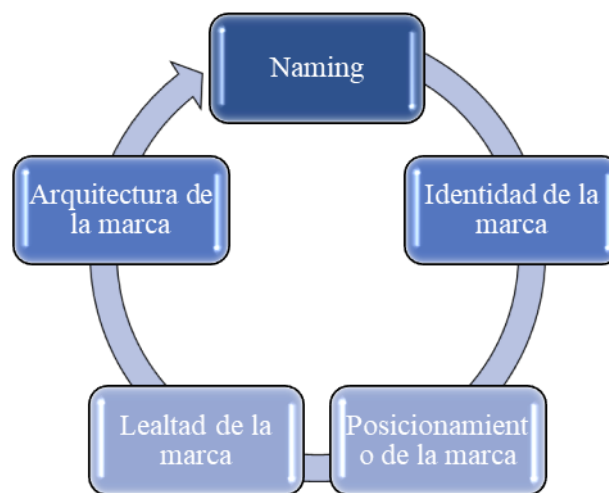 Naming
Identidad de la
marca
Posicionamient
o de la marca
Lealtad de la
marca
Arquitectura de
la marca